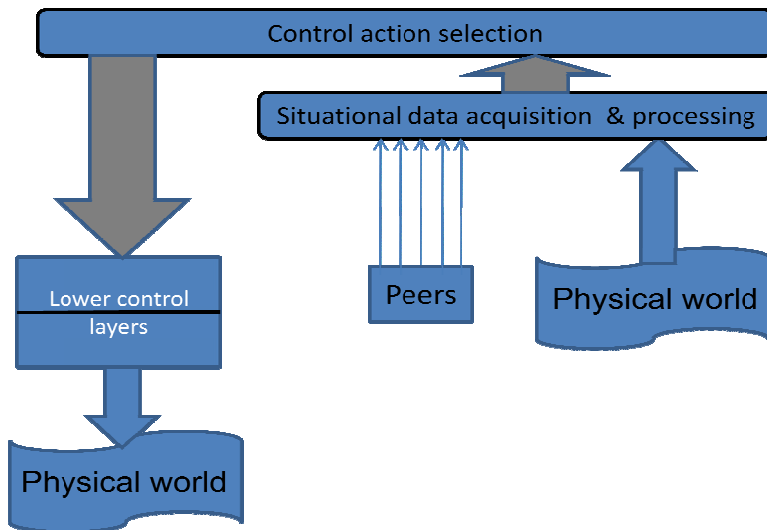 Control action selection
Situational data acquisition & processing
Lower control
layers
Peers
Physical world
Physical world